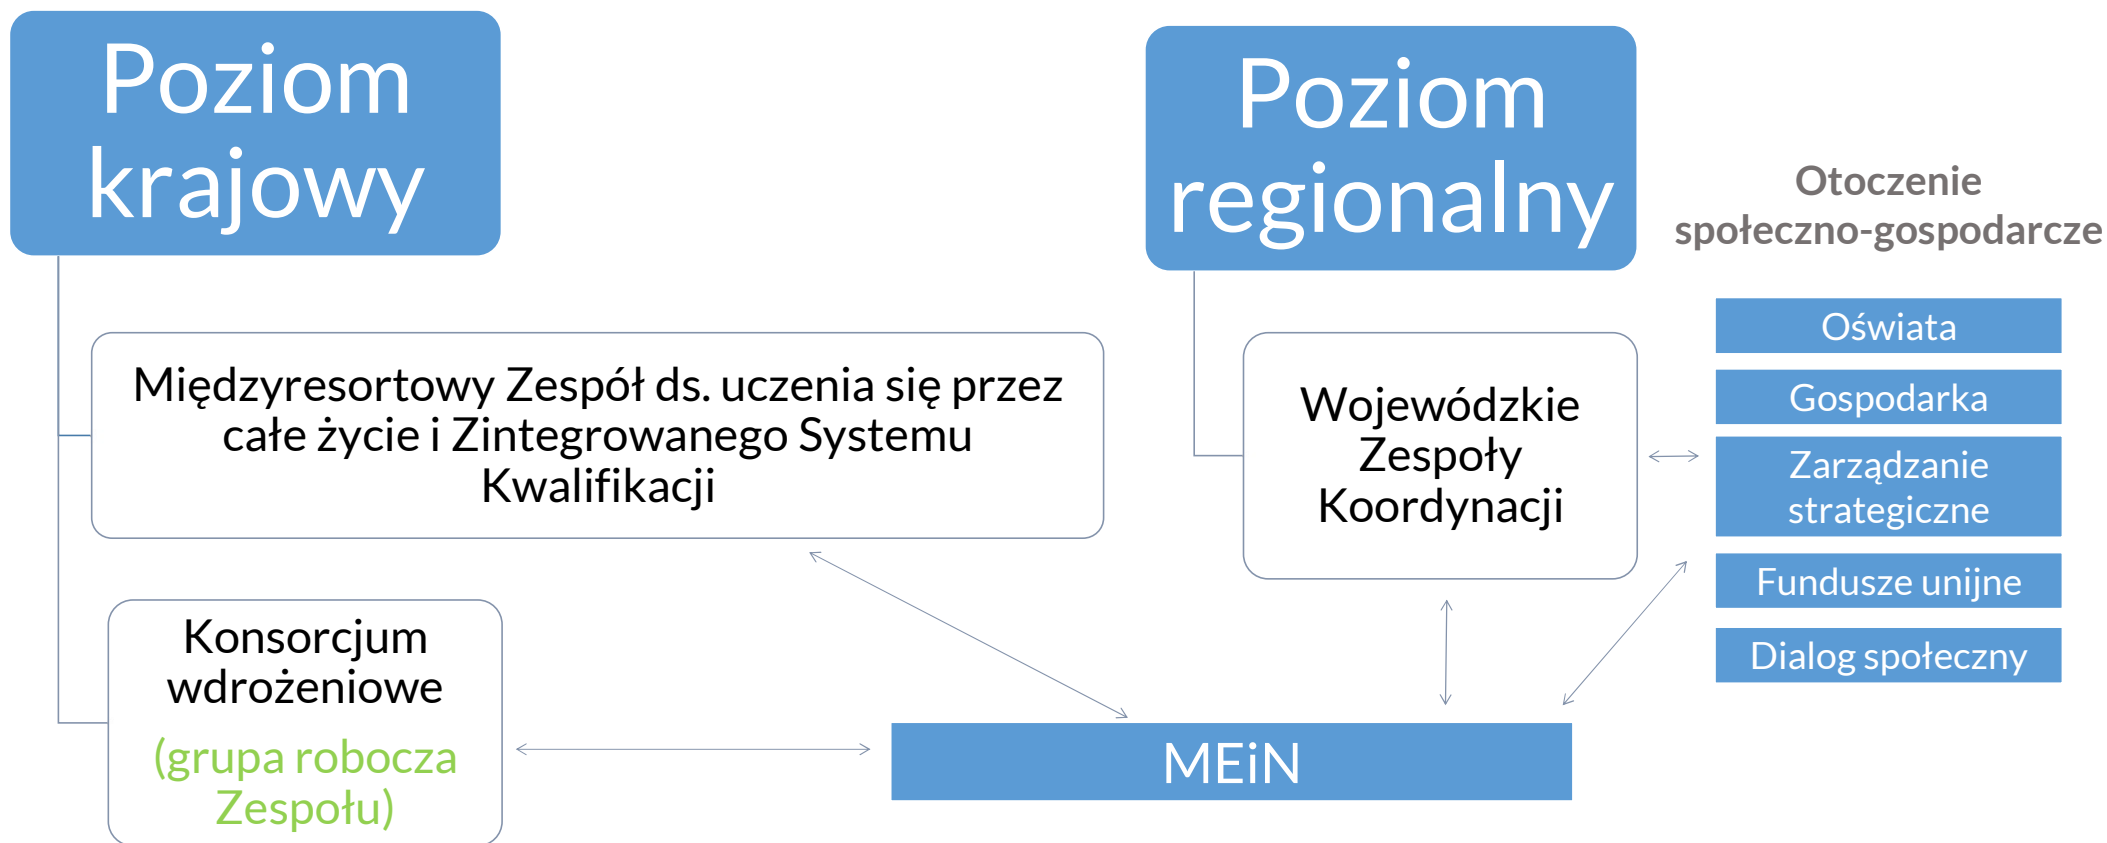 Poziom
krajowy
Międzyresortowy Zespół ds. uczenia się przez
całe życie i Zintegrowanego Systemu
Kwalifikacji
Konsorcjum
wdrożeniowe
(grupa robocza
Zespołu)
Poziom
regionalny
Wojewódzkie
Zespoły
Koordynacji
MEiN
Otoczenie
społeczno-gospodarcze
Oświata
Gospodarka
Zarządzanie
strategiczne
Fundusze unijne
Dialog społeczny